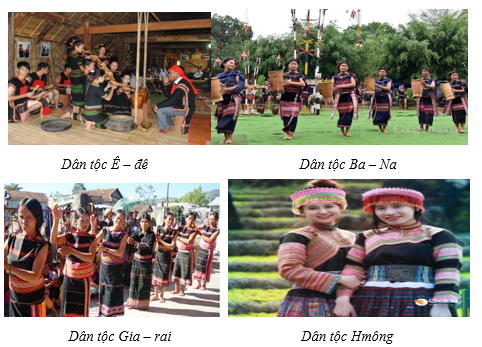 Dân tộc Ê – đê
Dân tộc Ba – Na
Dân tộc Gia – rai
Dân tộc Hmông